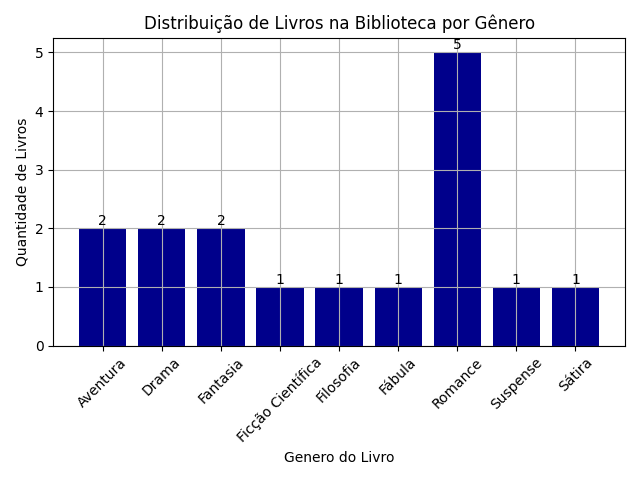 Distribuição de Livros na Biblioteca por Gênero
Quantidade de Livros
5
4
3
2
1
0
2
2
2
1
1
1
5
1
1
Aventura
Drama
Fantasia
Ficção Científica
Filosofia
Fábula
Romance
Suspense
Sátira
Genero do Livro